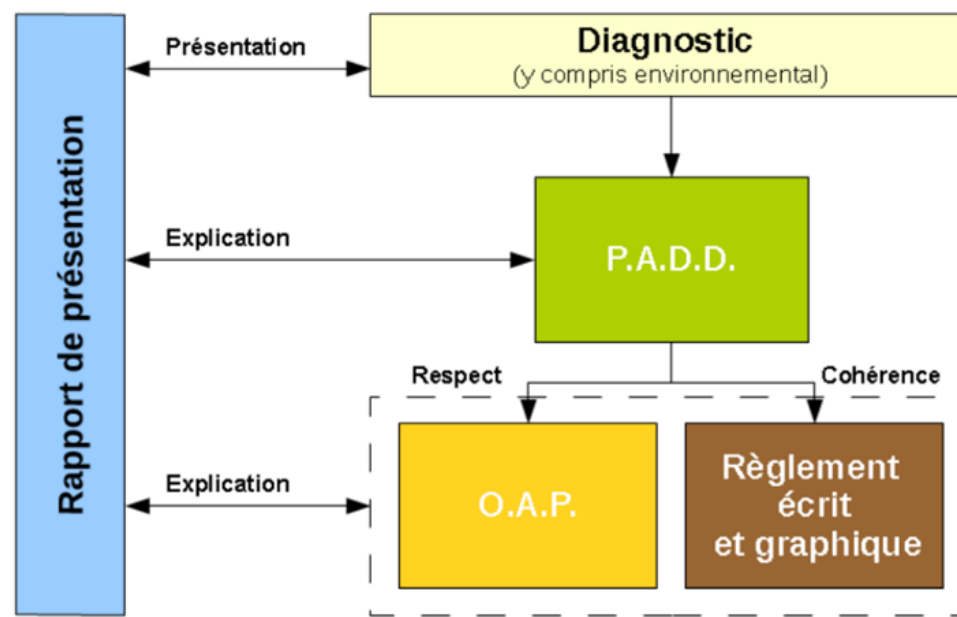 Rapport de présentation
Présentation
Diagnostic
(y compris environnemental)
Explication
P.A.D.D.
Respect
Cohérence
Explication
O.A.P.
Règlement
écrit
et graphique